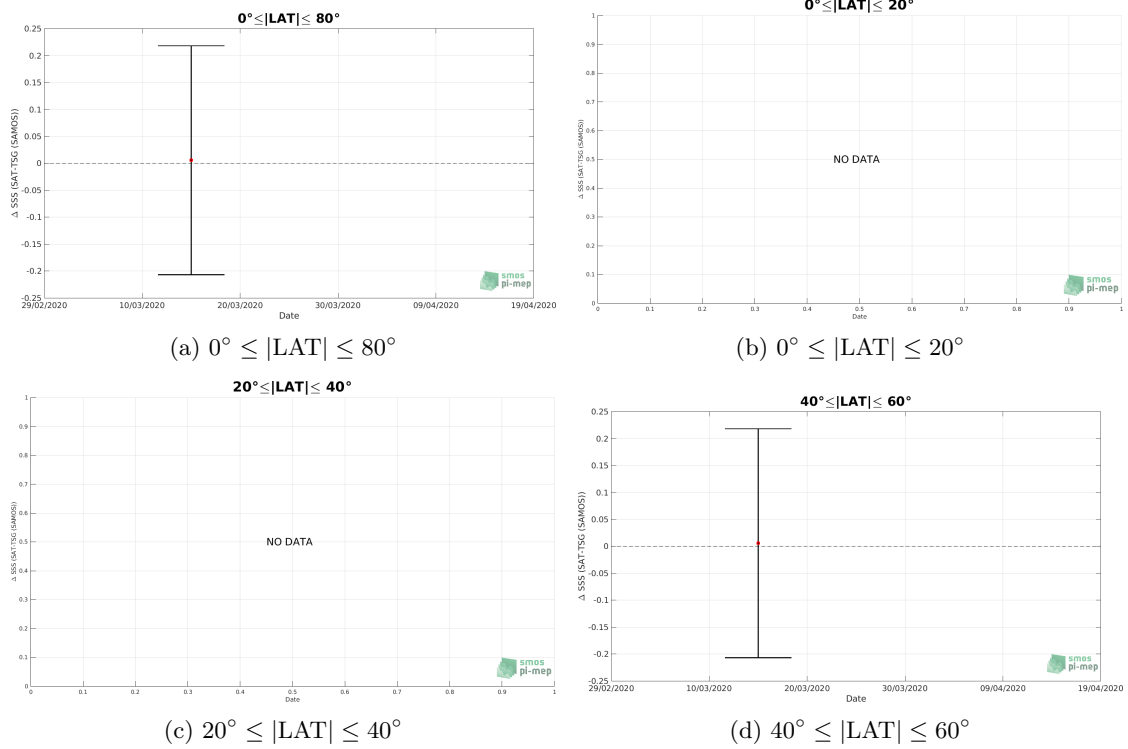 0°≤|LAT|≤ 80°
0.25
0.2
0.15
0.1
0.05
0
-0.05
-0.1
-0.15
-0.2
-0.25
Δ SSS (SAT-TSG (SAMOS))
29/02/2020 10/03/2020 20/03/2020 30/03/2020 09/04/2020 19/04/2020
Date
smos
pi-mep
(a) 0° ≤ |LAT| ≤ 80°
0°≤|LAT|≤ 20°
1
0.9
0.8
0.7
0.6
0.5
0.4
0.3
0.2
0.1
0
Δ SSS (SAT-TSG (SAMOS))
NO DATA
0 0.1 0.2 0.3 0.4 0.5 0.6 0.7 0.8 0.9 1
Date
smos
pi-mep
(b) 0° ≤ |LAT| ≤ 20°
20°≤|LAT|≤ 40°
1
0.9
0.8
0.7
0.6
0.5
0.4
0.3
0.2
0.1
0
Δ SSS (SAT-TSG (SAMOS))
NO DATA
0 0.1 0.2 0.3 0.4 0.5 0.6 0.7 0.8 0.9 1
Date
smos
pi-mep
(c) 20° ≤ |LAT| ≤ 40°
40°≤|LAT|≤ 60°
0.25
0.2
0.15
0.1
0.05
0
-0.05
-0.1
-0.15
-0.2
-0.25
Δ SSS (SAT-TSG (SAMOS))
29/02/2020 10/03/2020 20/03/2020 30/03/2020 09/04/2020 19/04/2020
Date
smos
pi-mep
(d) 40° ≤ |LAT| ≤ 60°